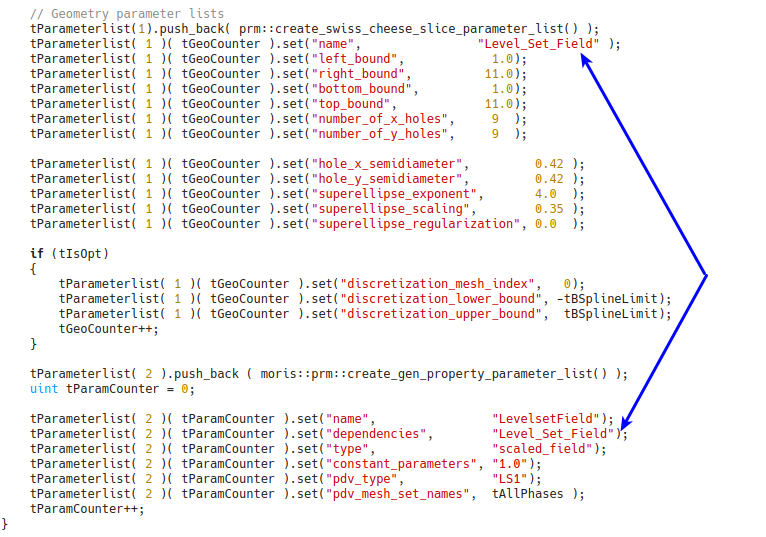 // Geometry parameter lists
tParameterlist(1).push_back( prm::create_swiss_cheese_slice_parameter_list() );
tParameterlist( 1 )( tGeoCounter ).set("name", "Level_Set_Field" );
tParameterlist( 1 )( tGeoCounter ).set("left_bound", 1.0);
tParameterlist( 1 )( tGeoCounter ).set("right_bound", 11.0);
tParameterlist( 1 )( tGeoCounter ).set("bottom_bound", 1.0);
tParameterlist( 1 )( tGeoCounter ).set("top_bound", 11.0);
tParameterlist( 1 )( tGeoCounter ).set("number_of_x_holes", 9 );
tParameterlist( 1 )( tGeoCounter ).set("number_of_y_holes", 9 );
tParameterlist( 1 )( tGeoCounter ).set("hole_x_semidiameter", 0.42 );
tParameterlist( 1 )( tGeoCounter ).set("hole_y_semidiameter", 0.42 );
tParameterlist( 1 )( tGeoCounter ).set("superellipse_exponent", 4.0 );
tParameterlist( 1 )( tGeoCounter ).set("superellipse_scaling", 0.35 );
tParameterlist( 1 )( tGeoCounter ).set("superellipse_regularization", 0.0 );
if (tIsOpt)
{
tParameterlist( 1 )( tGeoCounter ).set("discretization_mesh_index", 0);
tParameterlist( 1 )( tGeoCounter ).set("discretization_lower_bound", -tBSplineLimit);
tParameterlist( 1 )( tGeoCounter ).set("discretization_upper_bound", tBSplineLimit);
tGeoCounter++;
}
tParameterlist( 2 ).push_back ( moris::prm::create_gen_property_parameter_list() );
uint tParamCounter = 0;
tParameterlist( 2 )( tParamCounter ).set("name", "LevelsetField");
tParameterlist( 2 )( tParamCounter ).set("dependencies", "Level_Set_Field");
tParameterlist( 2 )( tParamCounter ).set("type", "scaled_field");
tParameterlist( 2 )( tParamCounter ).set("constant_parameters", "1.0");
tParameterlist( 2 )( tParamCounter ).set("pdv_type", "LS1");
tParameterlist( 2 )( tParamCounter ).set("pdv_mesh_set_names", tAllPhases );
tParamCounter++;
}